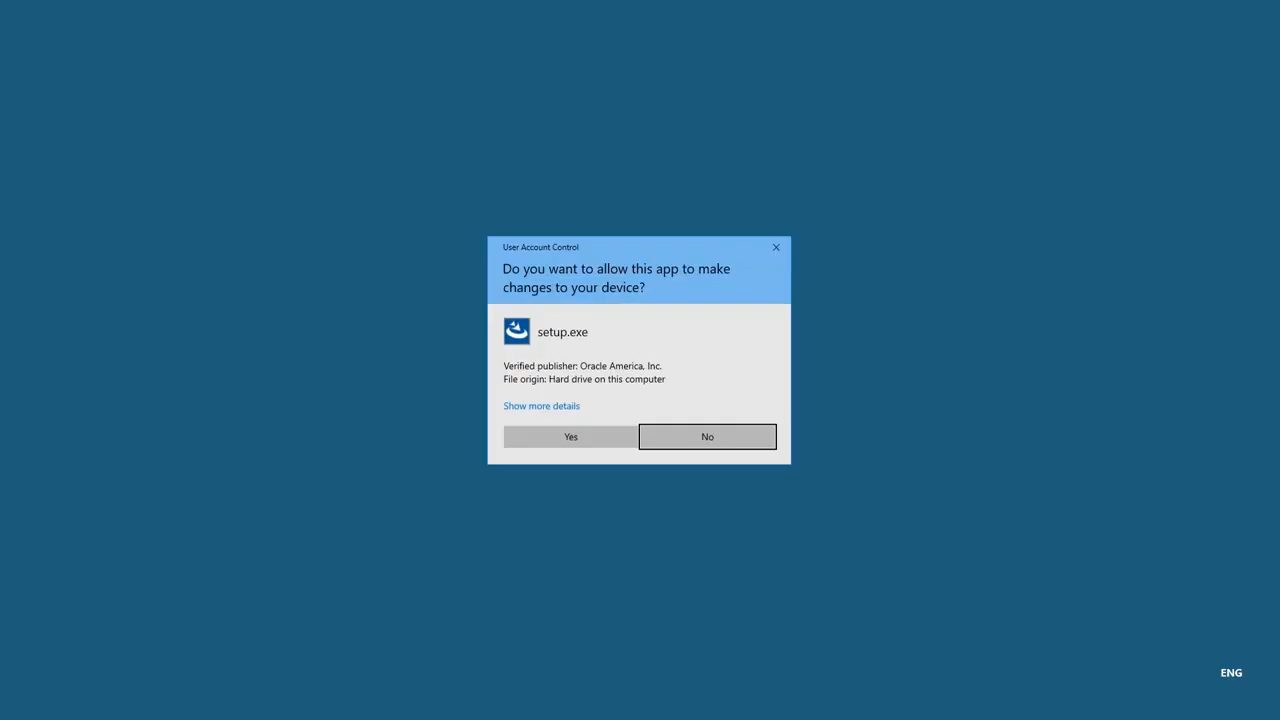 User Account Control
Do you want to allow this app to make
changes to your device?
setup.exe
Verified publisher: Oracle America, Inc.
File origin: Hard drive on this computer
Show more details
Yes
No
ENG